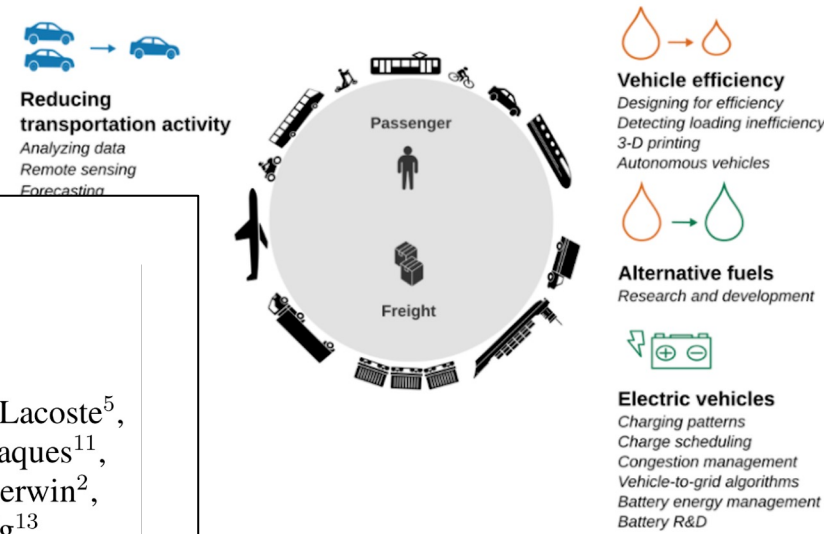 Reducing
transportation activity
Analyzing data
Remote sensing
Forecasting
Lacoste5,
aques11,
erwin2,
g13
Passenger
Freight
Vehicle efficiency
Designing for efficiency
Detecting loading inefficiency
3-D printing
Autonomous vehicles
Alternative fuels
Research and development
Electric vehicles
Charging patterns
Charge scheduling
Congestion management
Vehicle-to-grid algorithms
Battery energy management
Battery R&D